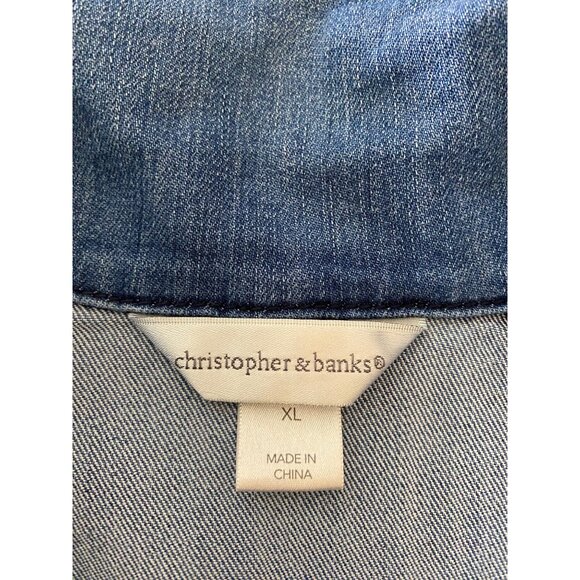 christopher & banks®
XL
MADE IN
CHINA